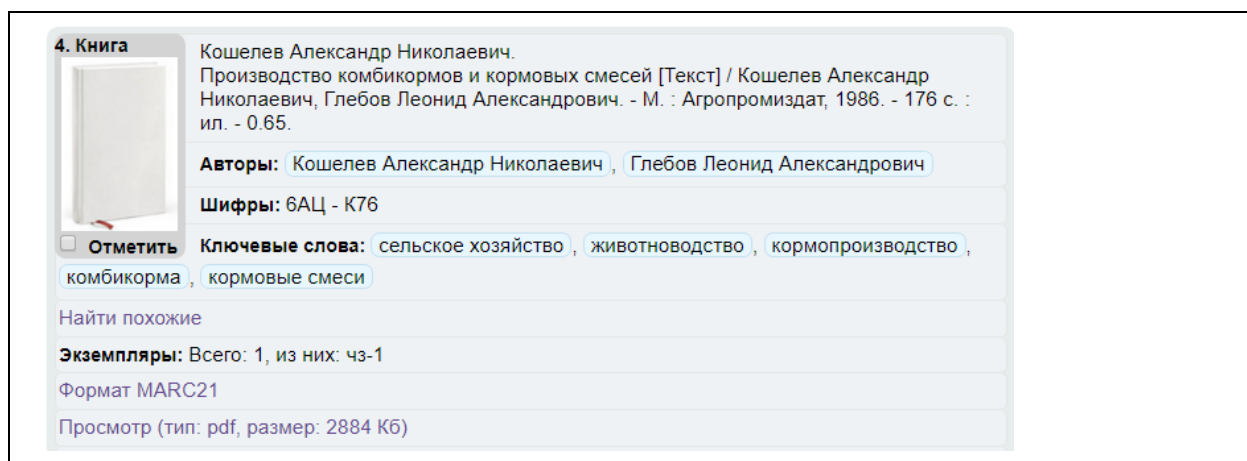 4. Книга
Кошелев Александр Николаевич.
Производство комбикормов и кормовых смесей [Текст] / Кошелев Александр
Николаевич, Глебов Леонид Александрович. - М. : Агропромиздат, 1986. - 176 с. :
ил. - 0.65.
Авторы: Кошелев Александр Николаевич, Глебов Леонид Александрович
Шифры: 6АЦ - К76
Отметить
Ключевые слова: сельское хозяйство, животноводство, кормопроизводство,
комбикорма, кормовые смеси
Найти похожие
Экземпляры: Всего: 1, из них: чз-1
Формат MARC21
Просмотр (тип: pdf, размер: 2884 Кб)